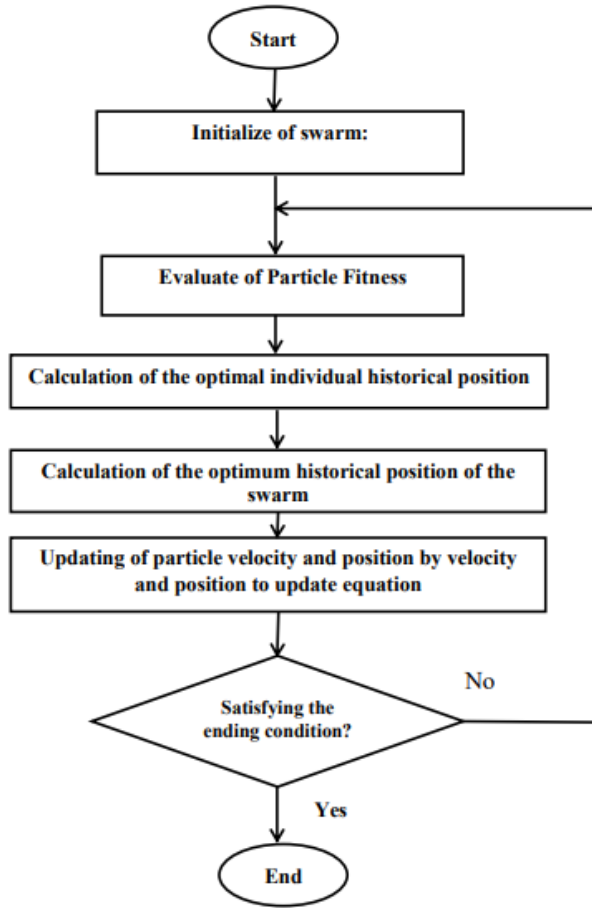 Start
Initialize of swarm:
Evaluate of Particle Fitness
Calculation of the optimal individual historical position
Calculation of the optimum historical position of the
swarm
Updating of particle velocity and position by velocity
and position to update equation
Satisfying the
ending condition?
No
Yes
End